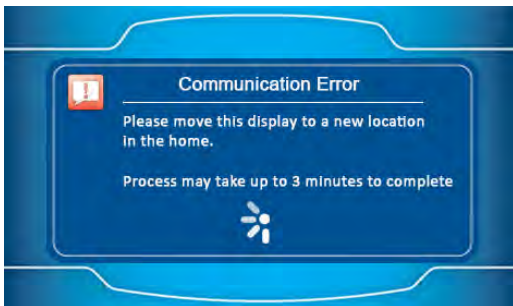 Communication Error
Please move this display to a new location
in the home.
Process may take up to 3 minutes to complete